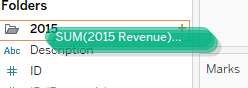 Folders
2015
SUM(2015 Revenue)...
Abc Description
# ID
Marks